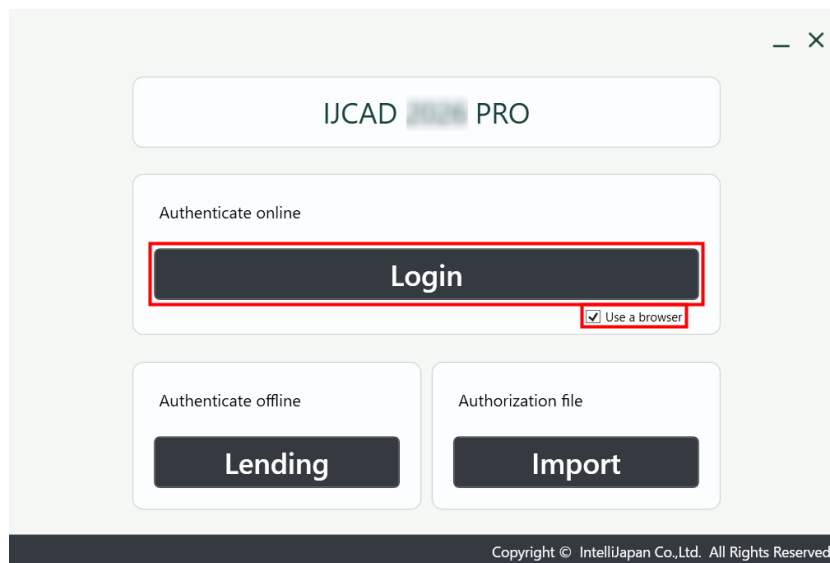 IJCAD PRO
Authenticate online
Login
Use a browser
Authenticate offline
Lending
Authorization file
Import
Copyright © IntelliJapan Co.,Ltd. All Rights Reserved